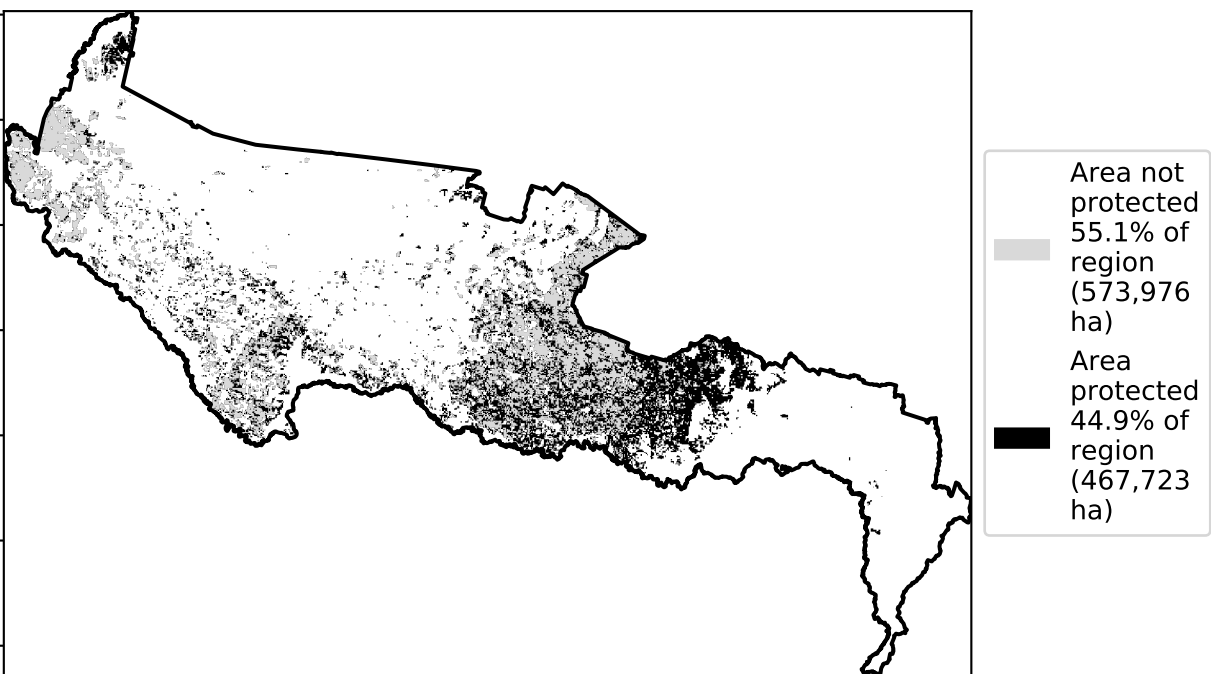 Area not
protected
55.1% of
region
(573,976
ha)
Area
protected
44.9% of
region
(467,723
ha)